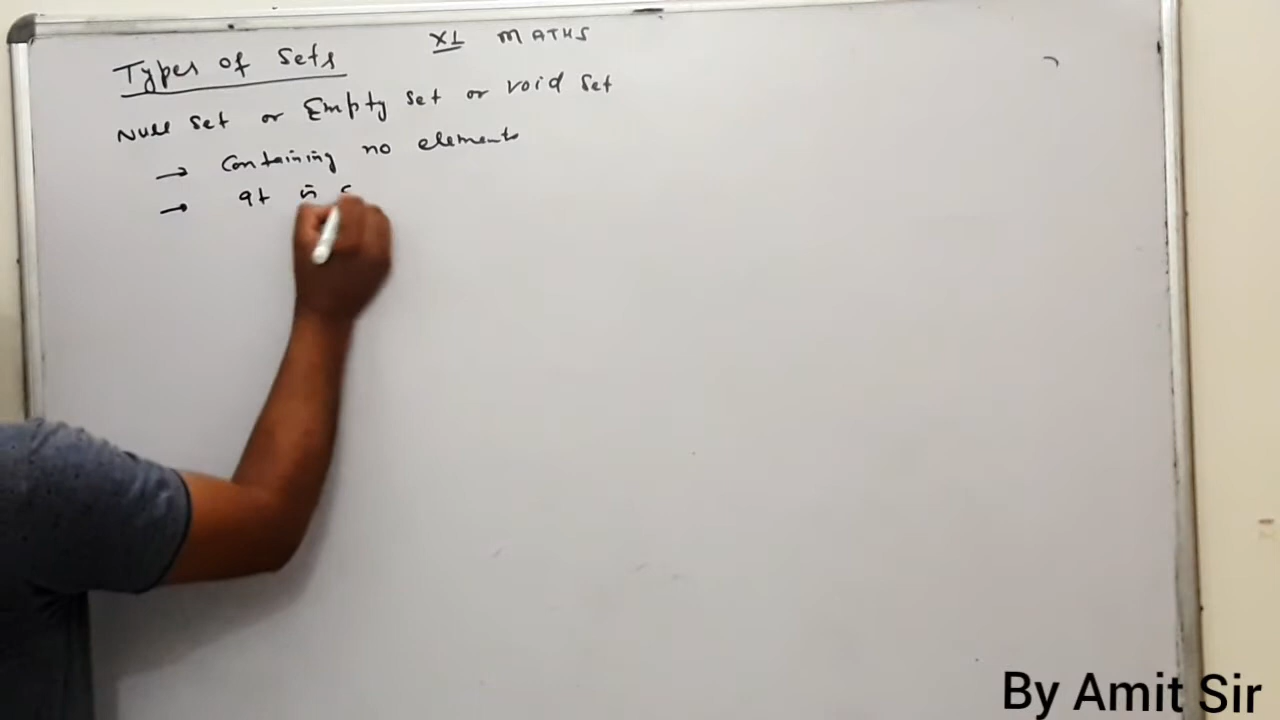 XI MATHS
Types of Sets
Null Set or Empty Set or Void Set
→ Containing no elements
→ It is
By Amit Sir